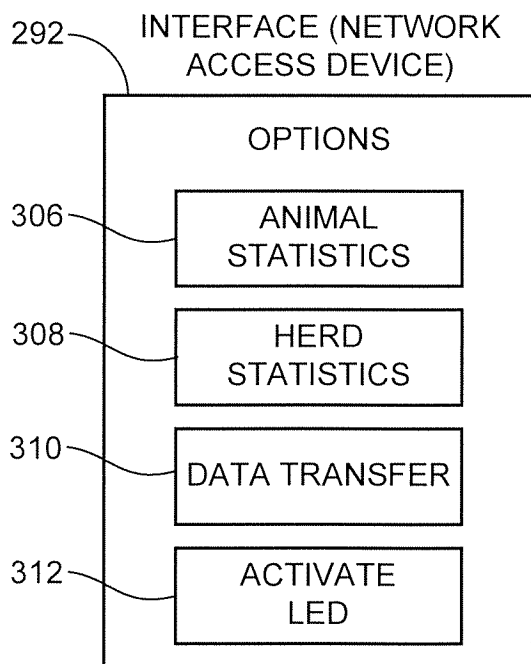 292
INTERFACE (NETWORK
ACCESS DEVICE)
OPTIONS
306
ANIMAL
STATISTICS
308
HERD
STATISTICS
310
DATA TRANSFER
312
ACTIVATE
LED